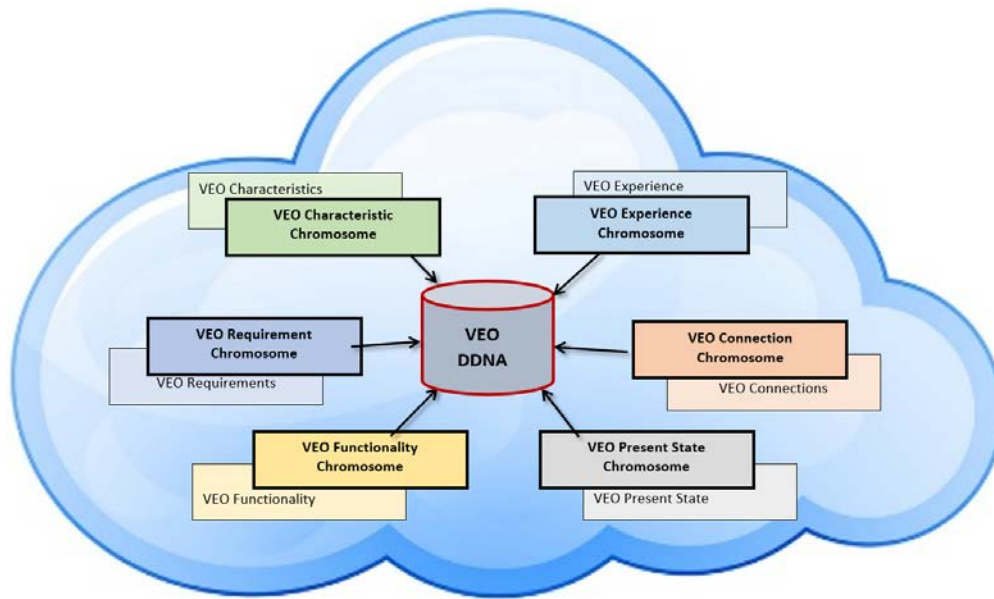 VEO Characteristics
VEO Characteristic
Chromosome
VEO Experience
VEO Experience
Chromosome
VEO
DDNA
VEO Requirement
Chromosome
VEO Requirements
VEO Connection
Chromosome
VEO Connections
VEO Functionality
Chromosome
VEO Functionality
VEO Present State
Chromosome
VEO Present State